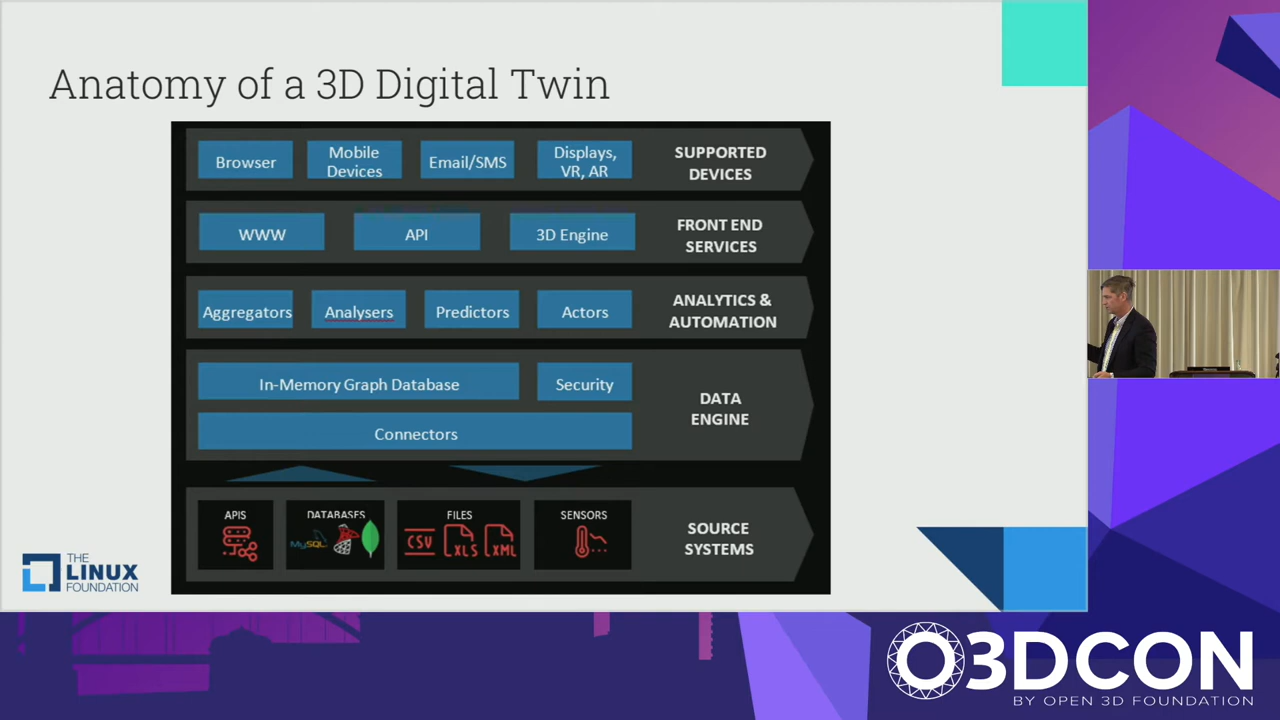 Anatomy of a 3D Digital Twin
Browser
Mobile
Devices
Email/SMS
Displays,
VR, AR
SUPPORTED
DEVICES
WWW
API
3D Engine
FRONT END
SERVICES
Aggregators
Analysers
Predictors
Actors
ANALYTICS &
AUTOMATION
In-Memory Graph Database
Security
Connectors
DATA
ENGINE
APIS
DATABASES
MySQL
FILES
CSV
XLS
XML
SENSORS
SOURCE
SYSTEMS
THE
LINUX
FOUNDATION
O3DCON
BY OPEN 3D FOUNDATION